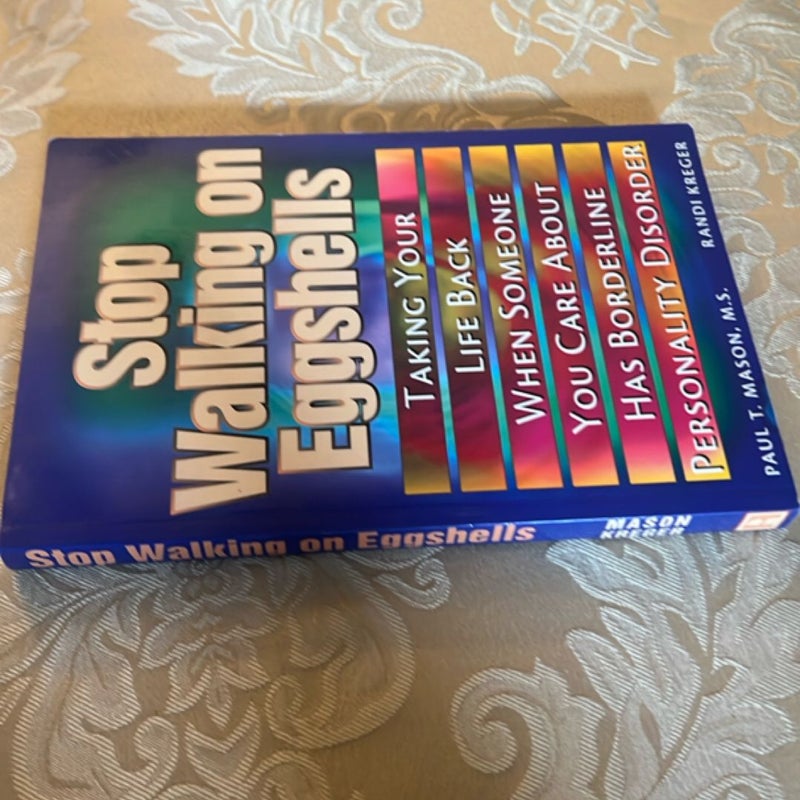 Stop
Walking on
Eggshells
TAKING YOUR
LIFE BACK
WHEN SOMEONE
YOU CARE ABOUT
HAS BORDERLINE
PERSONALITY DISORDER
PAUL T. MASON, M.S.
RANDI KREGER
Stop Walking on Eggshells
MASON
KREGER